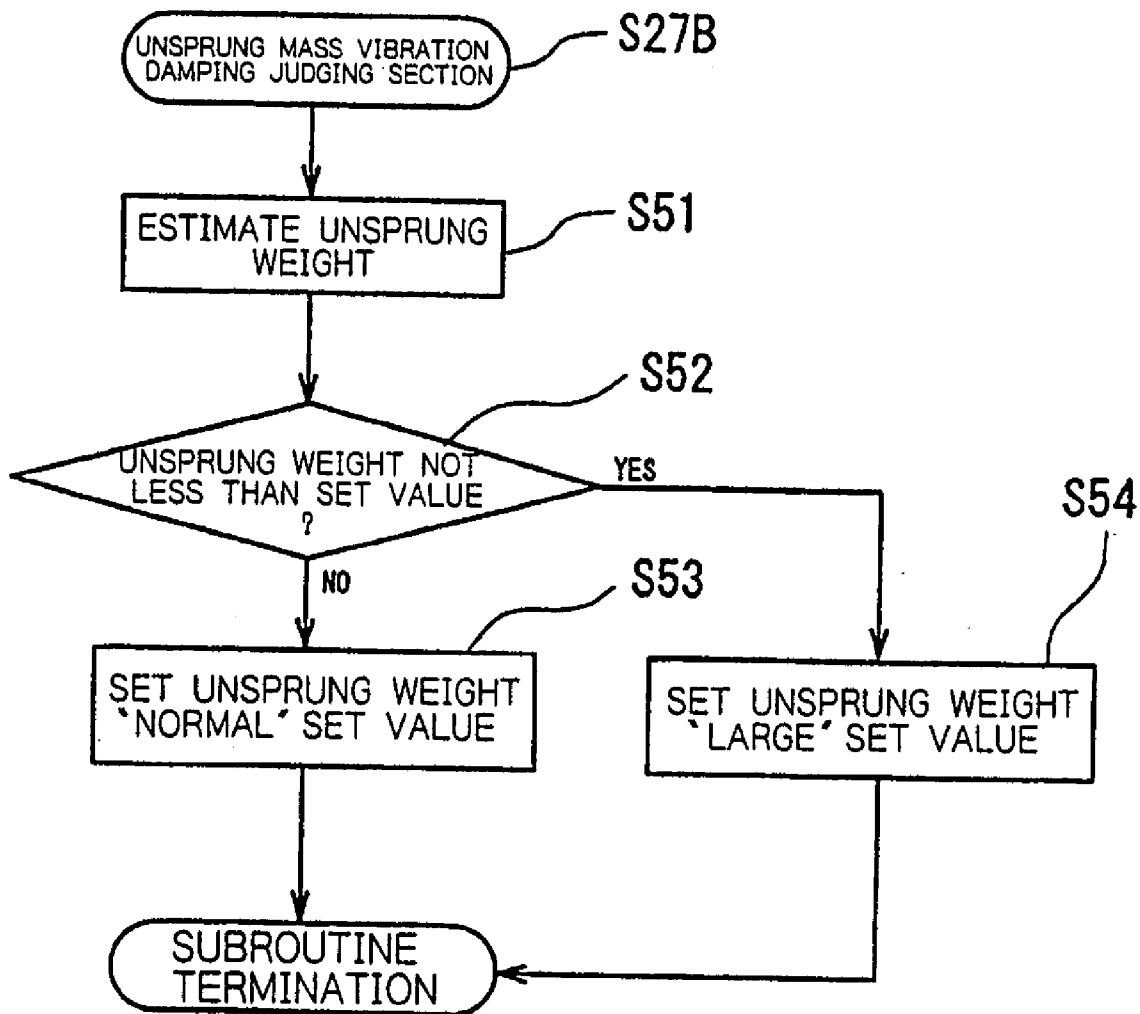 UNSPRUNG MASS VIBRATION
DAMPING JUDGING SECTION
S27B
ESTIMATE UNSPRUNG
WEIGHT
S51
S52
UNSPRUNG WEIGHT NOT
LESS THAN SET VALUE
?
YES
NO
S53
S54
SET UNSPRUNG WEIGHT
‵NORMAL′ SET VALUE
SET UNSPRUNG WEIGHT
‵LARGE′ SET VALUE
SUBROUTINE
TERMINATION